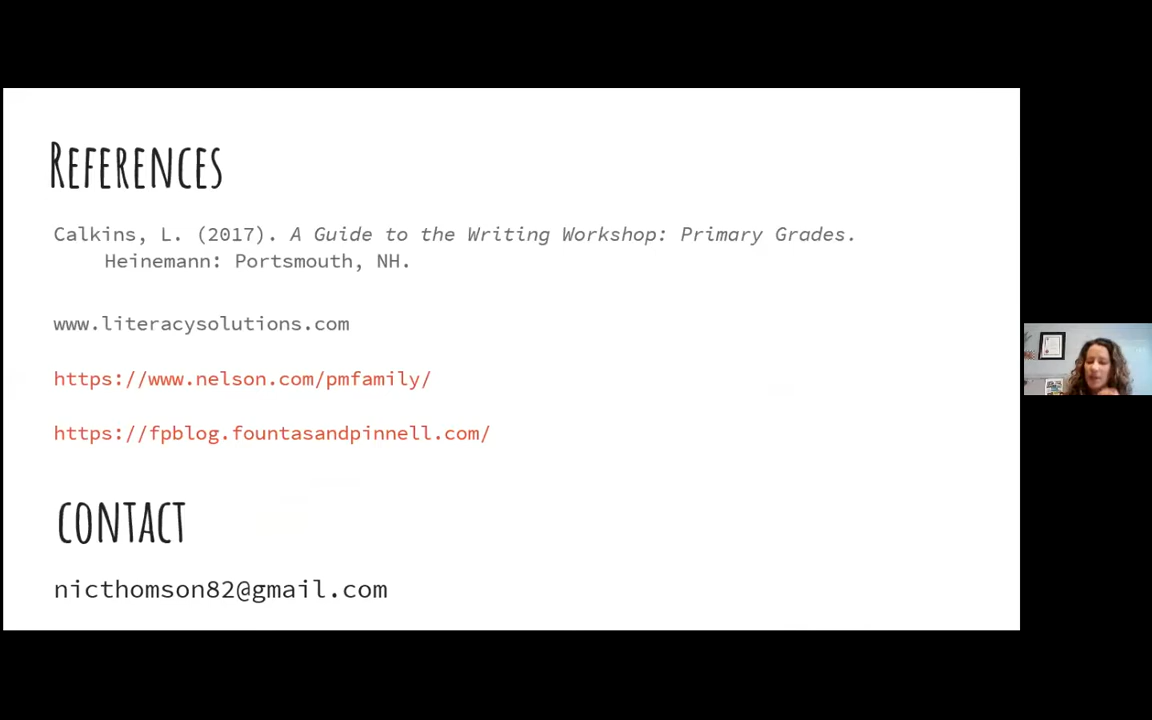 References
Calkins, L. (2017). A Guide to the Writing Workshop: Primary Grades.
Heinemann: Portsmouth, NH.
www.literacysolutions.com
https://www.nelson.com/pmfamily/
https://fpblog.fountasandpinnell.com/
CONTACT
nicthomson82@gmail.com